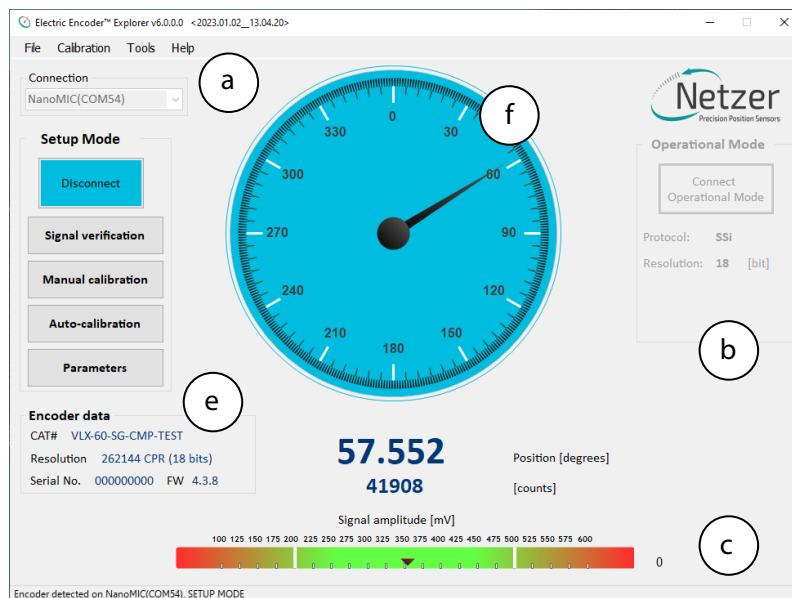 Electric Encoder™ Explorer v6.0.0.0 <2023.01.02__13.04.20>
File Calibration Tools Help
Connection
NanoMIC(COM54)
a
f
Netzer
Precision Position Sensors
Setup Mode
Disconnect
Signal verification
Manual calibration
Auto-calibration
Parameters
0
30
60
90
120
150
180
210
240
270
300
330
Operational Mode
Connect
Operational Mode
Protocol: SSi
Resolution: 18 [bit]
b
e
Encoder data
CAT# VLX-60-SG-CMP-TEST
Resolution 262144 CPR (18 bits)
Serial No. 000000000 FW 4.3.8
57.552 Position [degrees]
41908 [counts]
Signal amplitude [mV]
100 125 150 175 200 225 250 275 300 325 350 375 400 425 450 475 500 525 550 575 600
0
c
Encoder detected on NanoMIC(COM54). SETUP MODE